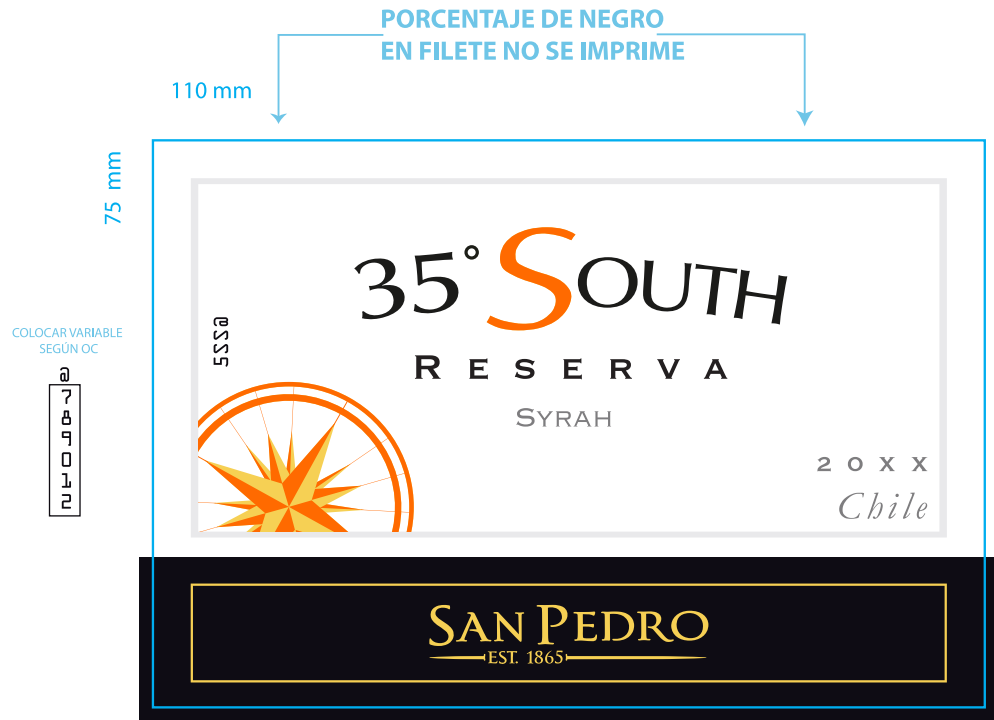 PORCENTAJE DE NEGRO
EN FILETE NO SE IMPRIME
110 mm
75 mm
35° SOUTH
RESERVA
SYRAH
5222@
COLOCAR VARIABLE
SEGÚN OC
@
789012
20XX
Chile
SAN PEDRO
EST. 1865